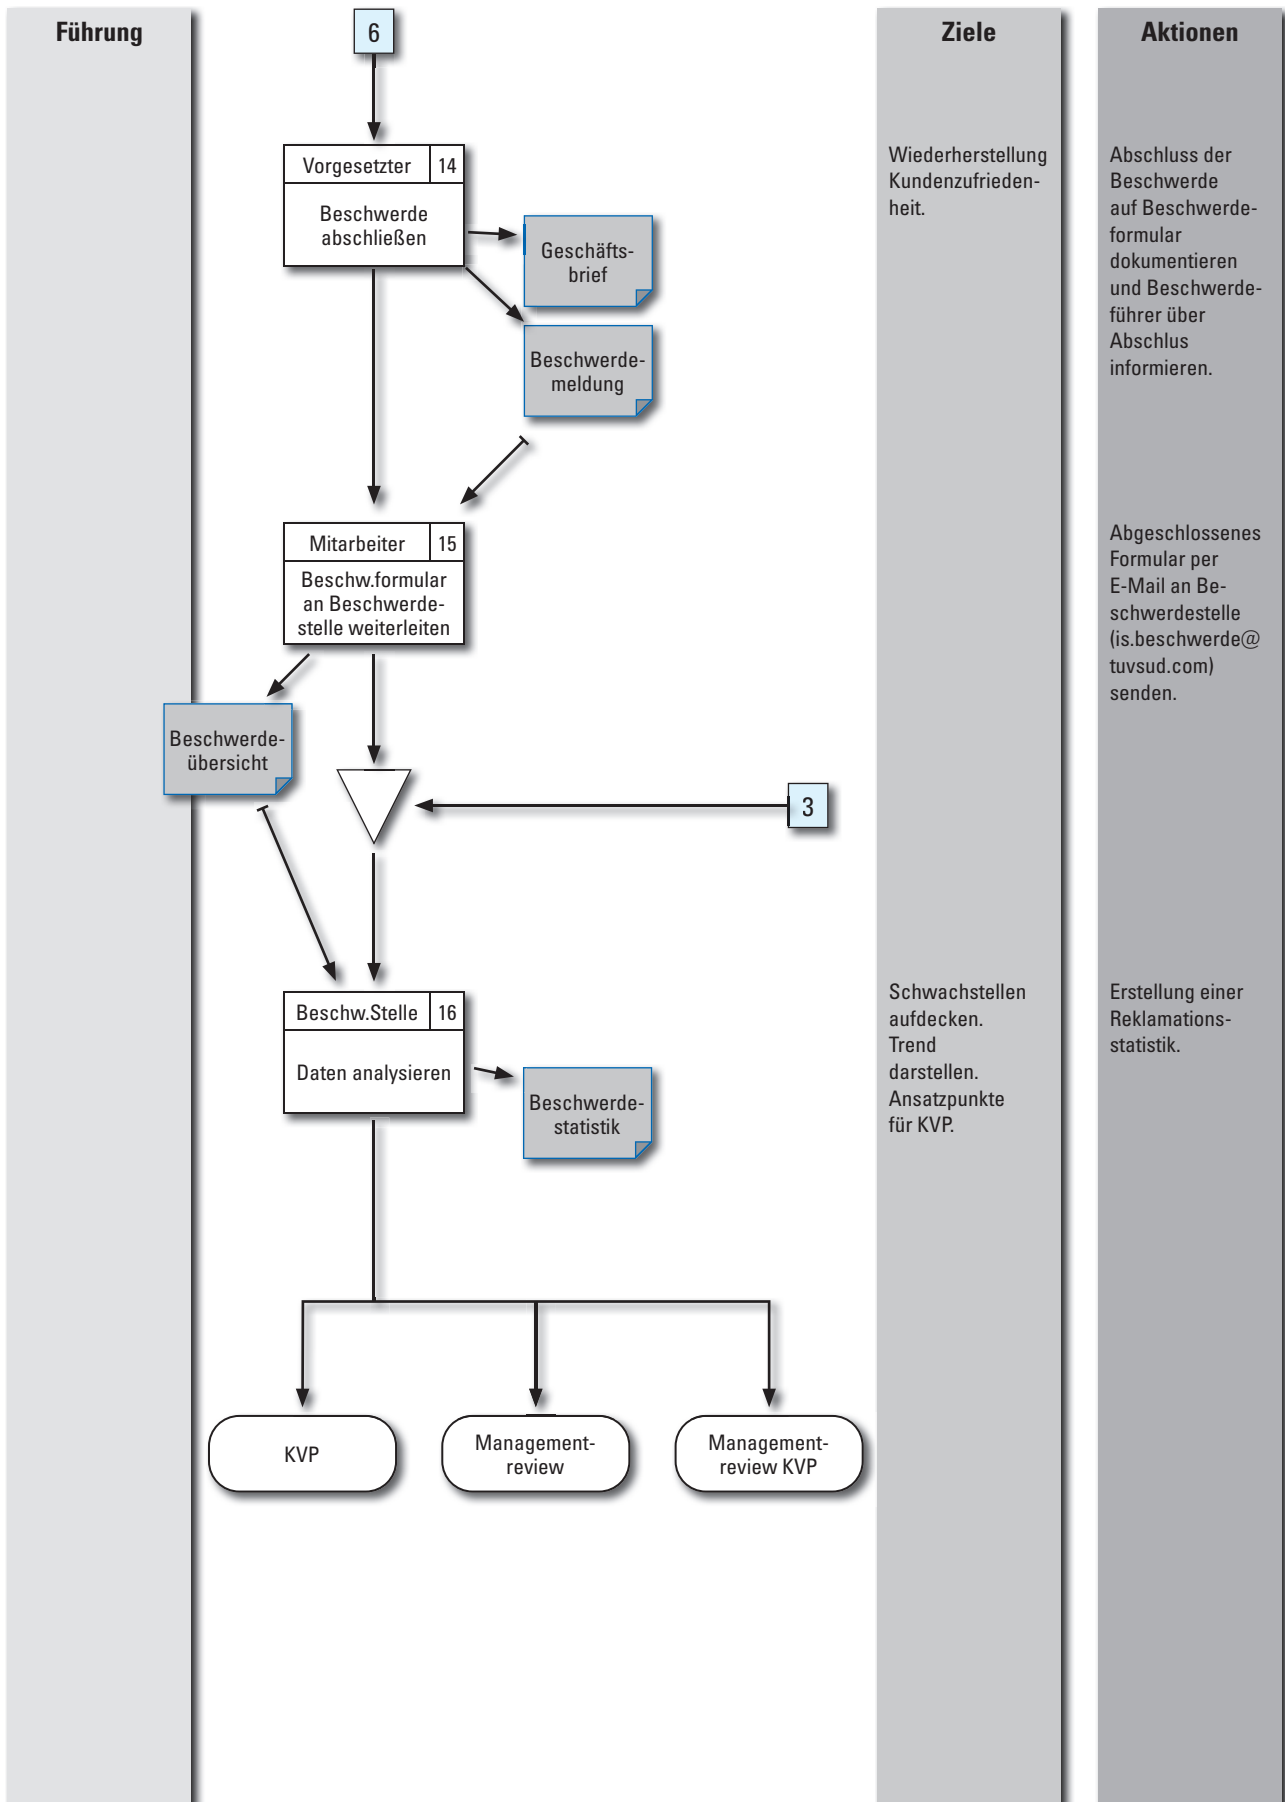 Führung
6
Ziele
Aktionen
Vorgesetzter 14
Beschwerde
abschließen
Geschäfts-
brief
Beschwerde-
meldung
Wiederherstellung
Kundenzufrieden-
heit.
Abschluss der
Beschwerde
auf Beschwerde-
formular
dokumentieren
und Beschwerde-
führer über
Abschlus
informieren.
Mitarbeiter 15
Beschw.formular
an Beschwerde-
stelle weiterleiten
Abgeschlossenes
Formular per
E-Mail an Be-
schwerdestelle
(is.beschwerde@
tuvsud.com)
senden.
Beschwerde-
übersicht
3
Beschw.Stelle 16
Daten analysieren
Beschwerde-
statistik
Schwachstellen
aufdecken.
Trend
darstellen.
Ansatzpunkte
für KVP.
Erstellung einer
Reklamations-
statistik.
KVP
Management-
review
Management-
review KVP